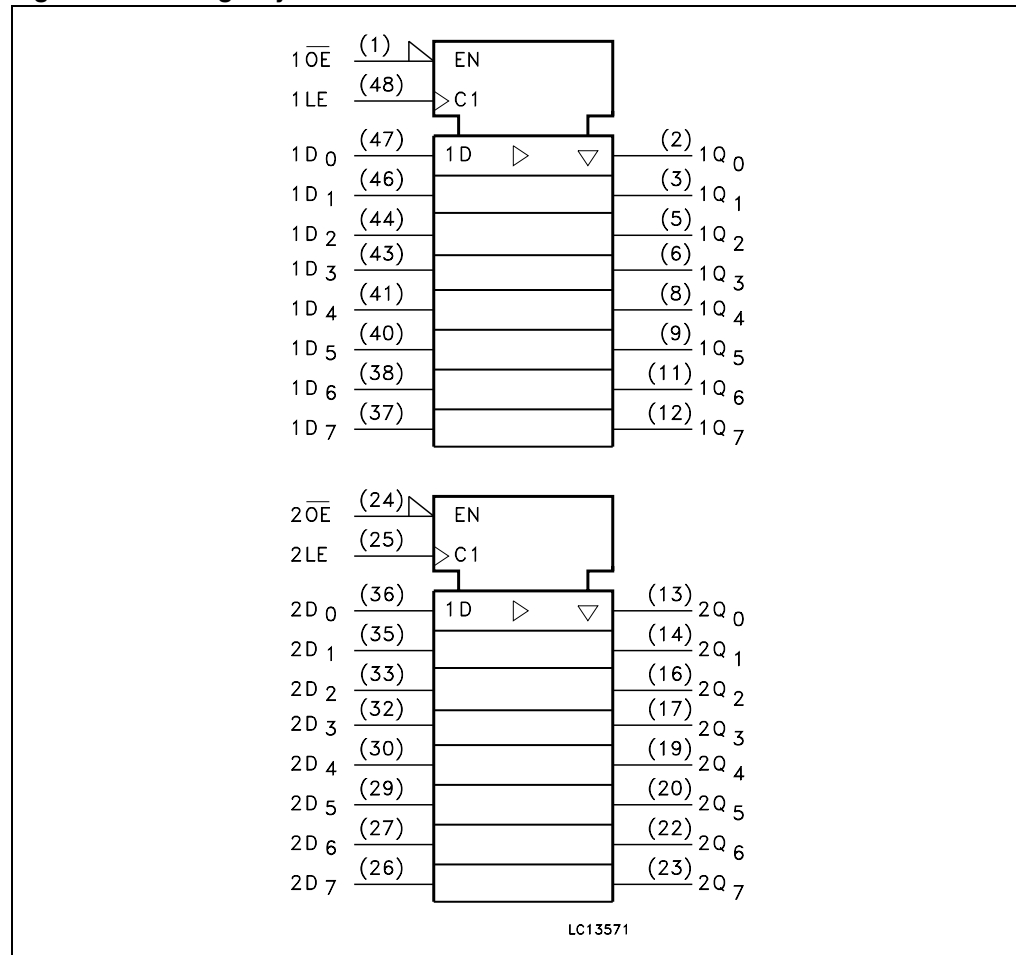 1O̅E̅ (1) EN
1LE (48) C1
1D0 (47) 1D (2) 1Q0
1D1 (46) (3) 1Q1
1D2 (44) (5) 1Q2
1D3 (43) (6) 1Q3
1D4 (41) (8) 1Q4
1D5 (40) (9) 1Q5
1D6 (38) (11) 1Q6
1D7 (37) (12) 1Q7
2O̅E̅ (24) EN
2LE (25) C1
2D0 (36) 1D (13) 2Q0
2D1 (35) (14) 2Q1
2D2 (33) (16) 2Q2
2D3 (32) (17) 2Q3
2D4 (30) (19) 2Q4
2D5 (29) (20) 2Q5
2D6 (27) (22) 2Q6
2D7 (26) (23) 2Q7
LC13571